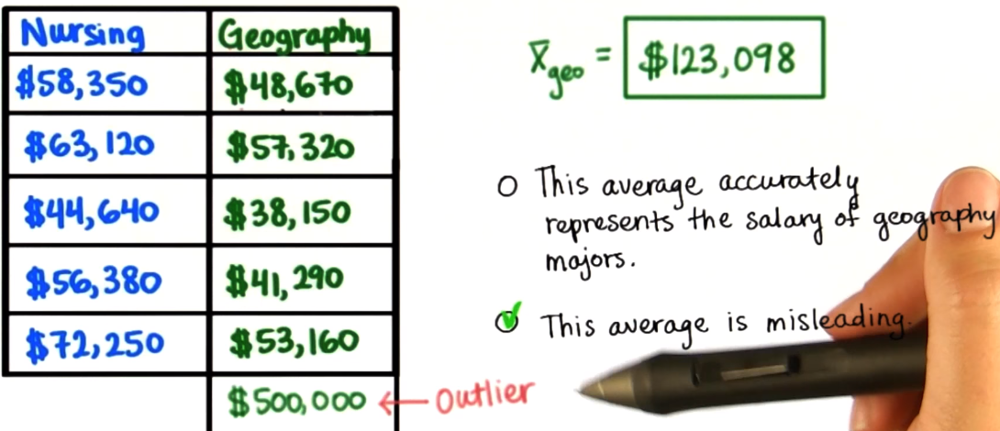 Nursing Geography
$58,350 $48,670
$63,120 $57,320
$44,640 $38,150
$56,380 $41,290
$72,250 $53,160
$500,000 ← Outlier
x̄geo = $123,098
This average accurately
represents the salary of geography
majors.
This average is misleading.